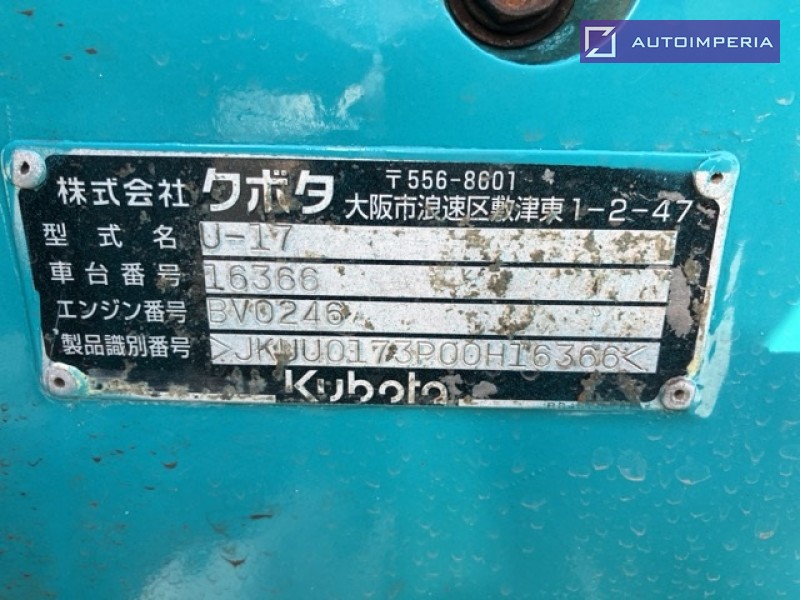 AUTOIMPERIA
株式会社 クボタ 〒556-8601
大阪市浪速区敷津東1-2-47
型式名 U-17
車台番号 16366
エンジン番号 BV0246
製品識別番号 >JKUU0173P00H16366<
Kubota